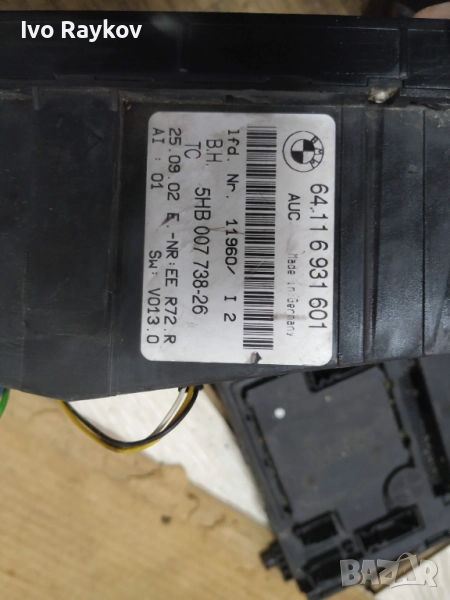 Ivo Raykov
BMW
64.11 6 931 601
AUC Made in Germany
lfd. Nr. 11960/ I 2
B.H. 5HB 007 738-26
TC
25.09.02 E.-NR:EE R72.R
AI : 01 SW: V013.0
BAZAR